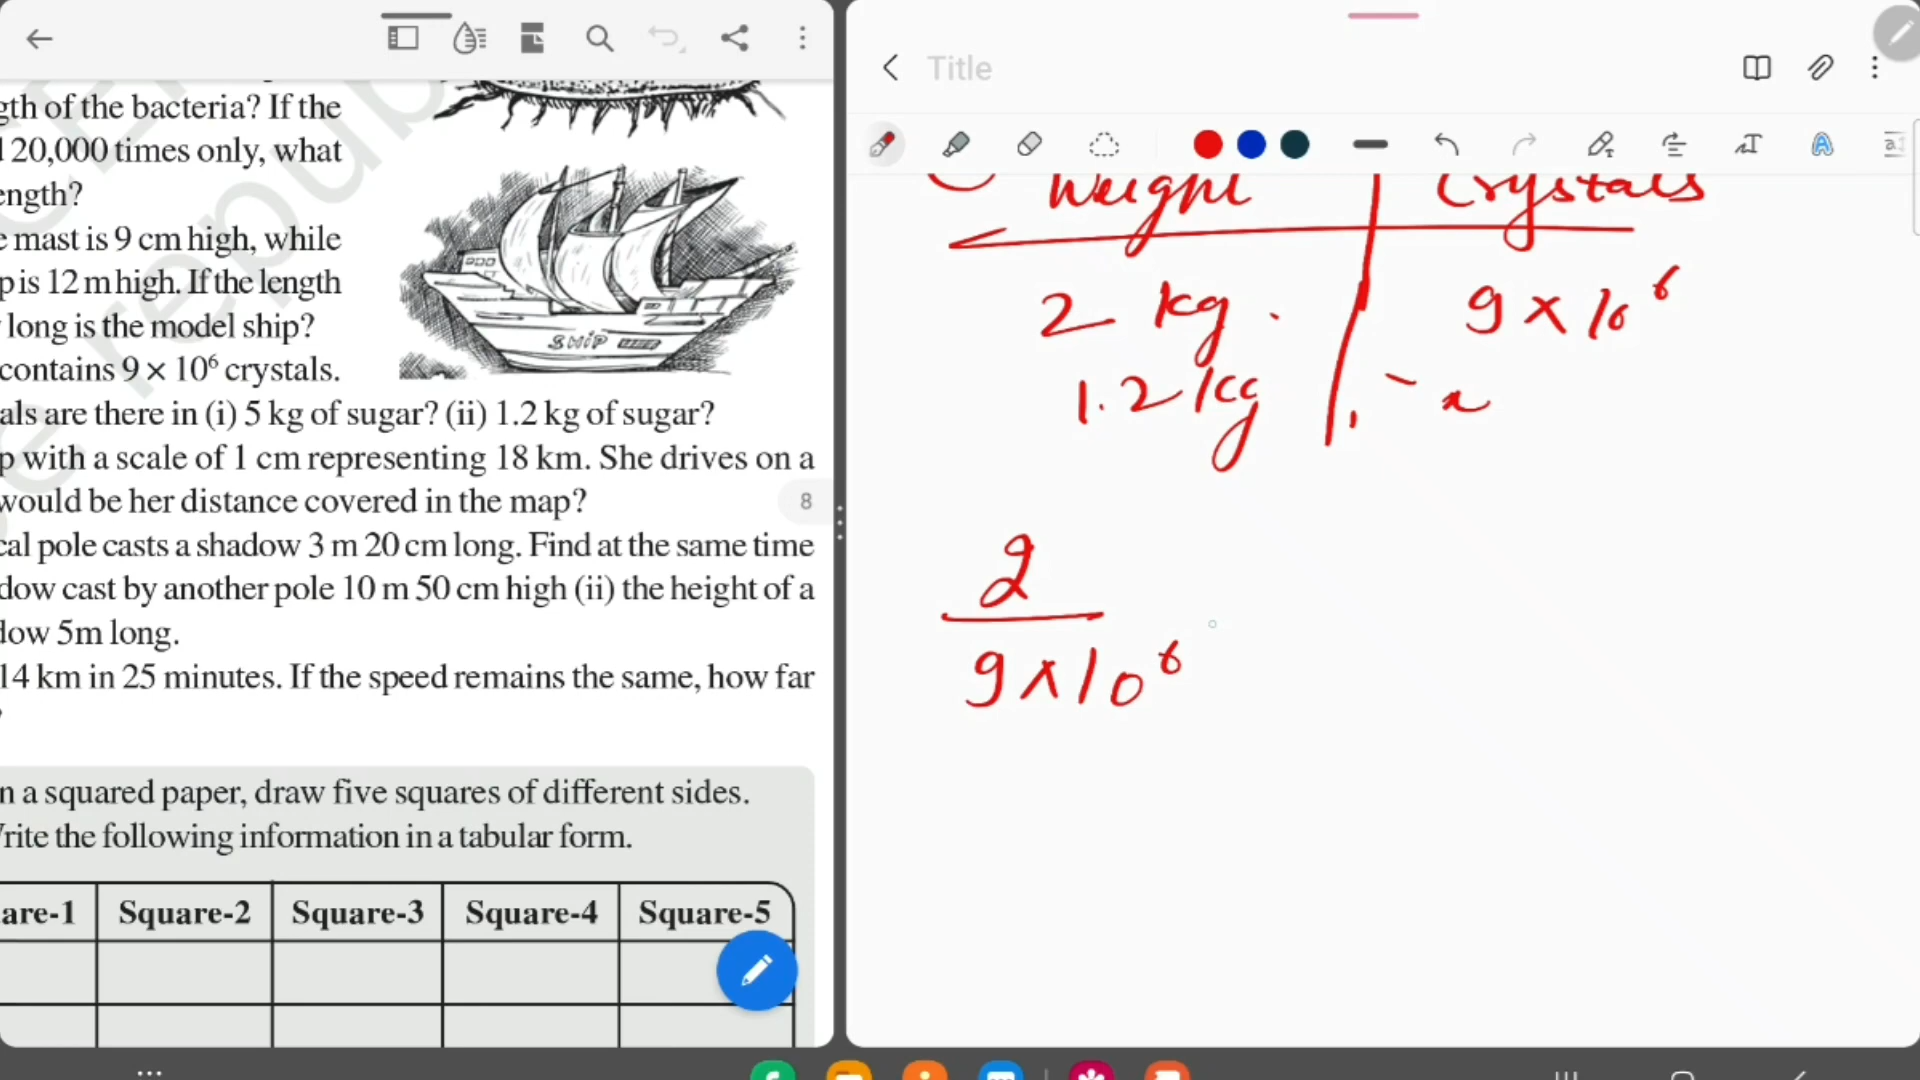 gth of the bacteria? If the
20,000 times only, what
ength?
e mast is 9 cm high, while
p is 12 m high. If the length
long is the model ship?
contains 9 × 10⁶ crystals.
als are there in (i) 5 kg of sugar? (ii) 1.2 kg of sugar?
p with a scale of 1 cm representing 18 km. She drives on a
would be her distance covered in the map?
cal pole casts a shadow 3 m 20 cm long. Find at the same time
dow cast by another pole 10 m 50 cm high (ii) the height of a
dow 5m long.
14 km in 25 minutes. If the speed remains the same, how far
n a squared paper, draw five squares of different sides.
Write the following information in a tabular form.
are-1 Square-2 Square-3 Square-4 Square-5
SHIP
republ
8
Title
Weight Crystals
2 kg. 9 × 10⁶
1.2 kg x
2
9 × 10⁶